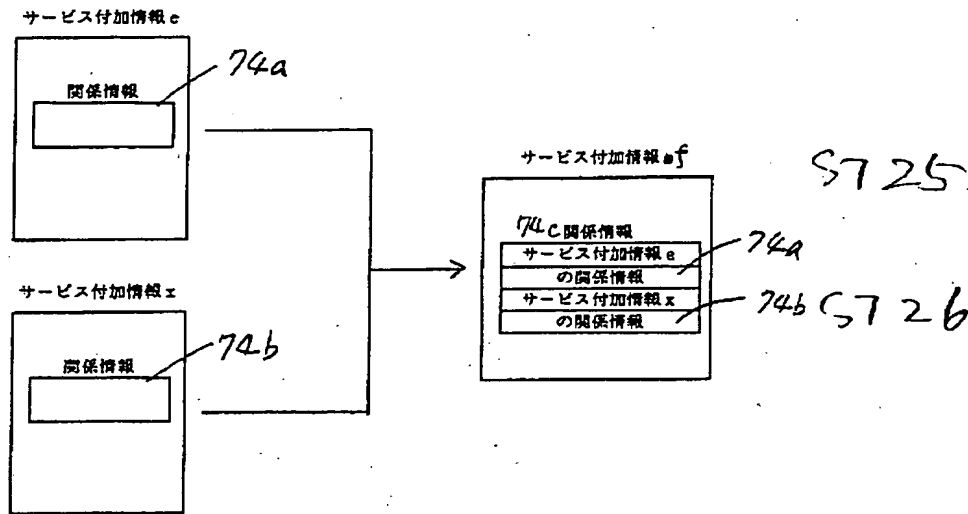 サービス付加情報e
74a
関係情報
サービス付加情報x
関係情報
74b
サービス付加情報ef
74c関係情報
サービス付加情報e
の関係情報
サービス付加情報x
の関係情報
74a
74b
ST25
ST26